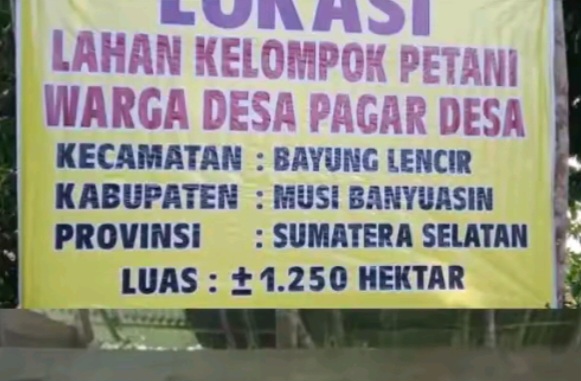 LOKASI
LAHAN KELOMPOK PETANI
WARGA DESA PAGAR DESA
KECAMATAN : BAYUNG LENCIR
KABUPATEN : MUSI BANYUASIN
PROVINSI : SUMATERA SELATAN
LUAS : ± 1.250 HEKTAR